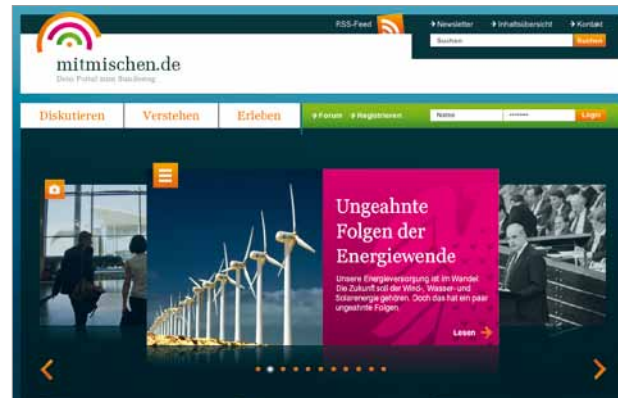 RSS-Feed
Newsletter
Inhaltsübersicht
Kontakt
Suchen
Suchen
mitmischen.de
Dein Portal zum Bundestag
Diskutieren
Verstehen
Erleben
Forum
Registrieren
Name
Login
Ungeahnte
Folgen der
Energiewende
Unsere Energieversorgung ist im Wandel:
Die Zukunft soll der Wind-, Wasser- und
Solarenergie gehören. Doch das hat ein paar
ungeahnte Folgen.
Lesen